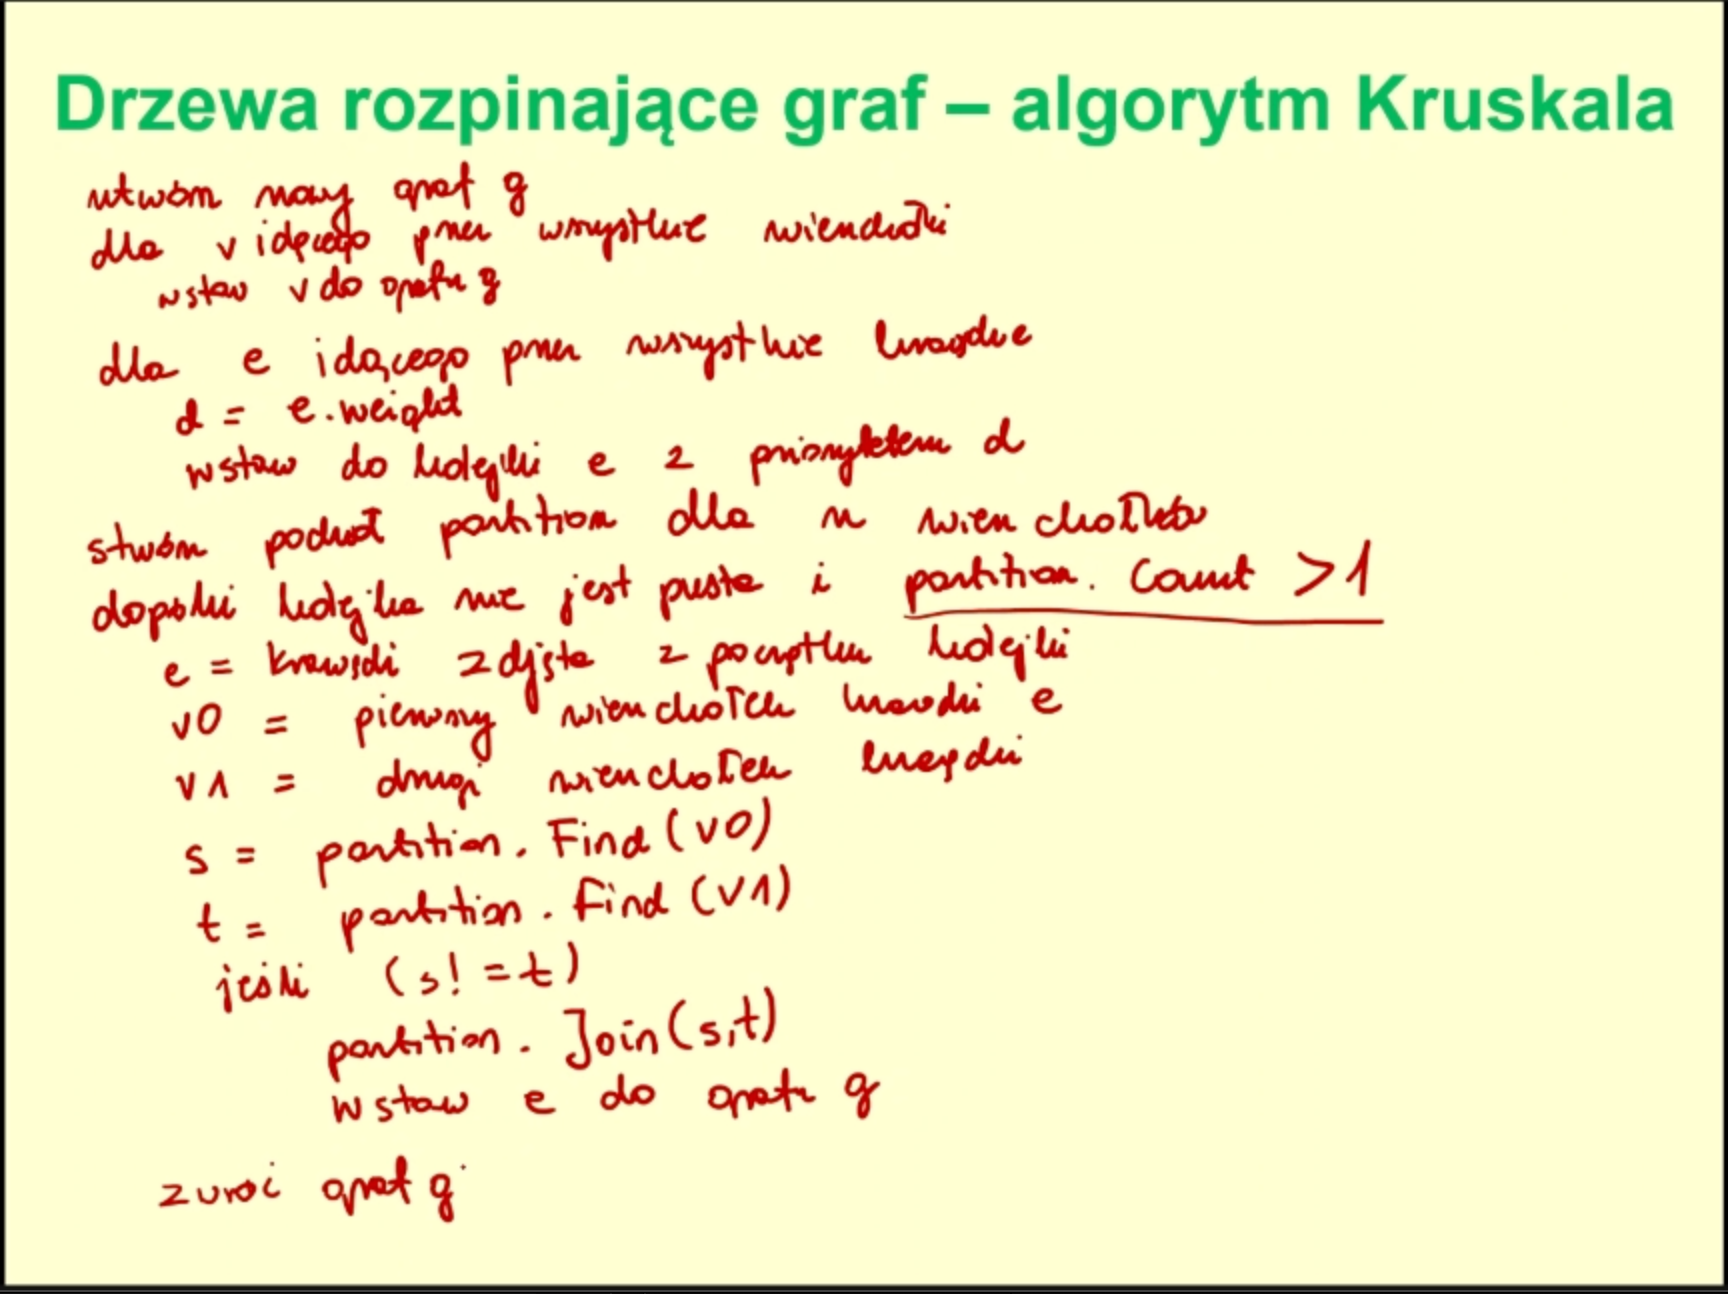 Drzewa rozpinające graf – algorytm Kruskala
utwórz nowy graf g
dla v idącego przez wszystkie wierzchołki
wstaw v do grafu g
dla e idącego przez wszystkie krawędzie
d = e.weight
wstaw do kolejki e z priorytetem d
stwórz podział partition dla n wierzchołków
dopóki kolejka nie jest pusta i partition. Count >1
e = krawędź zdjęta z początku kolejki
v0 = pierwszy wierzchołek krawędzi e
v1 = drugi wierzchołek krawędzi
s = partition. Find (v0)
t = partition. Find (v1)
jeśli (s! =t)
partition. Join(s,t)
wstaw e do grafu g
zwróć graf g